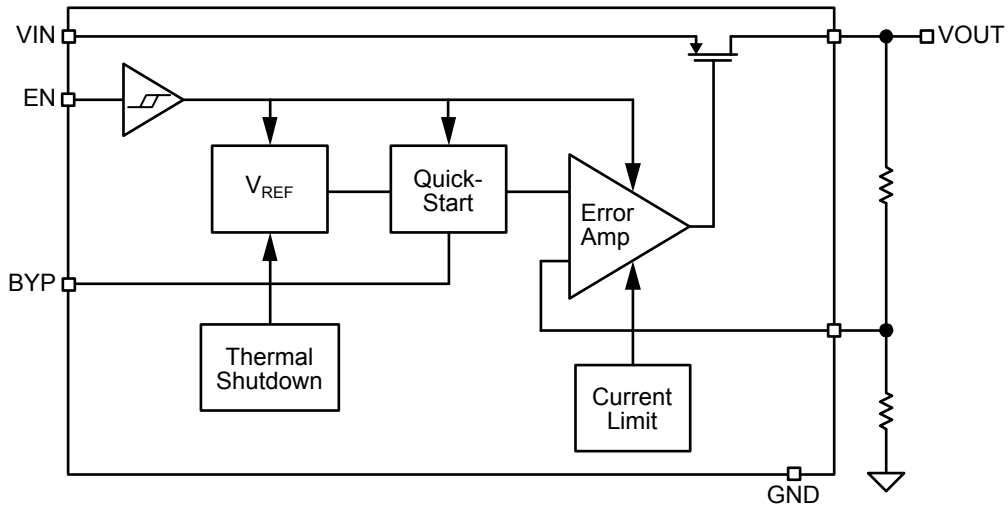 VIN
VOUT
EN
VREF
Quick-
Start
Error
Amp
BYP
Thermal
Shutdown
Current
Limit
GND